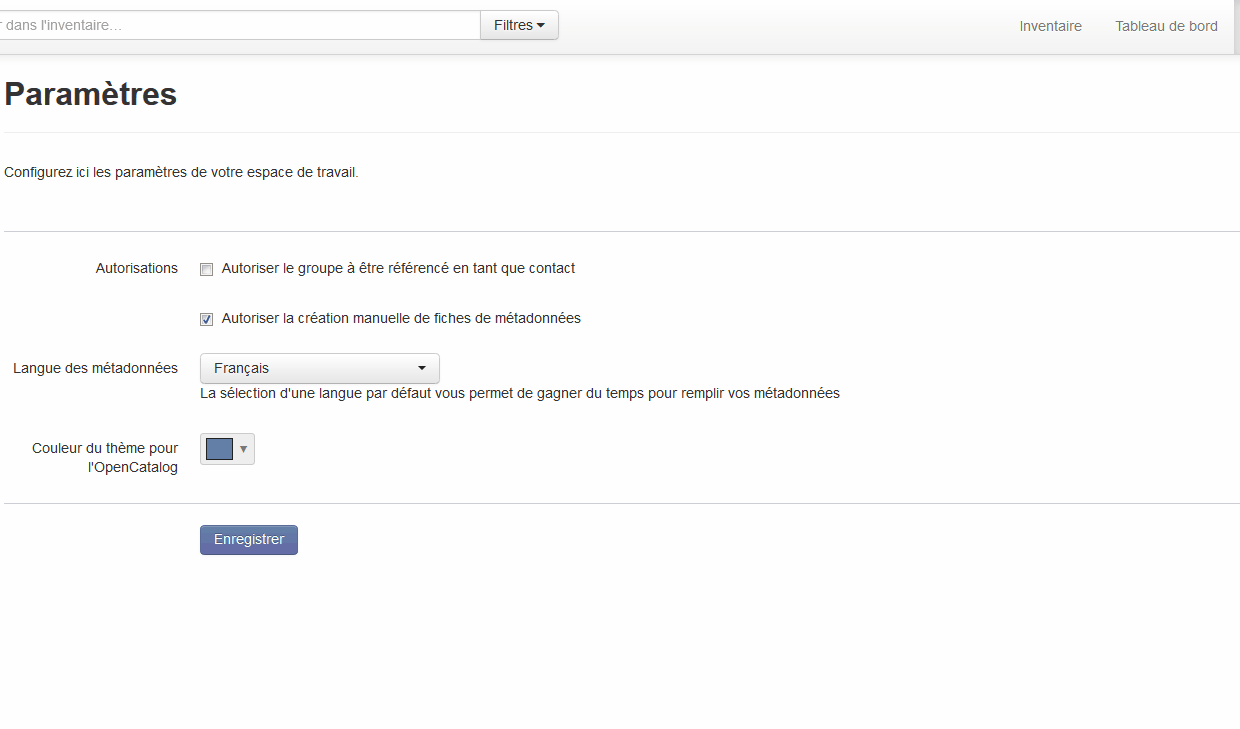 dans l'inventaire...
Filtres
Inventaire
Tableau de bord
Paramètres
Configurez ici les paramètres de votre espace de travail.
Autorisations
Autoriser le groupe à être référencé en tant que contact
Autoriser la création manuelle de fiches de métadonnées
Langue des métadonnées
Français
La sélection d'une langue par défaut vous permet de gagner du temps pour remplir vos métadonnées
Couleur du thème pour
l'OpenCatalog
Enregistrer